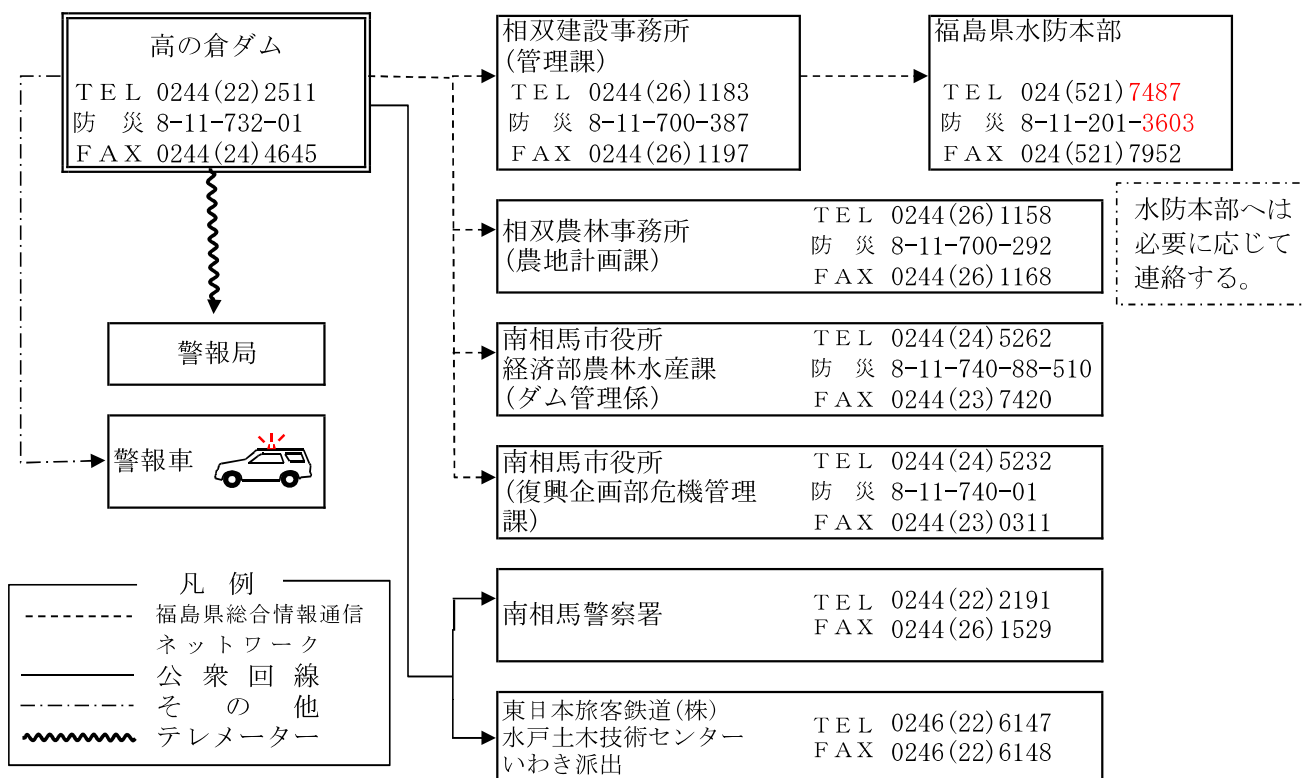 高の倉ダム
TEL 0244(22)2511
防 災 8-11-732-01
FAX 0244(24)4645
相双建設事務所
(管理課)
TEL 0244(26)1183
防 災 8-11-700-387
FAX 0244(26)1197
福島県水防本部
TEL 024(521)7487
防 災 8-11-201-3603
FAX 024(521)7952
相双農林事務所
(農地計画課)
TEL 0244(26)1158
防 災 8-11-700-292
FAX 0244(26)1168
水防本部へは
必要に応じて
連絡する。
警報局
南相馬市役所
経済部農林水産課
(ダム管理係)
TEL 0244(24)5262
防 災 8-11-740-88-510
FAX 0244(23)7420
警報車
南相馬市役所
(復興企画部危機管理
課)
TEL 0244(24)5232
防 災 8-11-740-01
FAX 0244(23)0311
南相馬警察署
TEL 0244(22)2191
FAX 0244(26)1529
東日本旅客鉄道(株)
水戸土木技術センター
いわき派出
TEL 0246(22)6147
FAX 0246(22)6148
凡 例
福島県総合情報通信
ネットワーク
公 衆 回 線
そ の 他
テレメーター